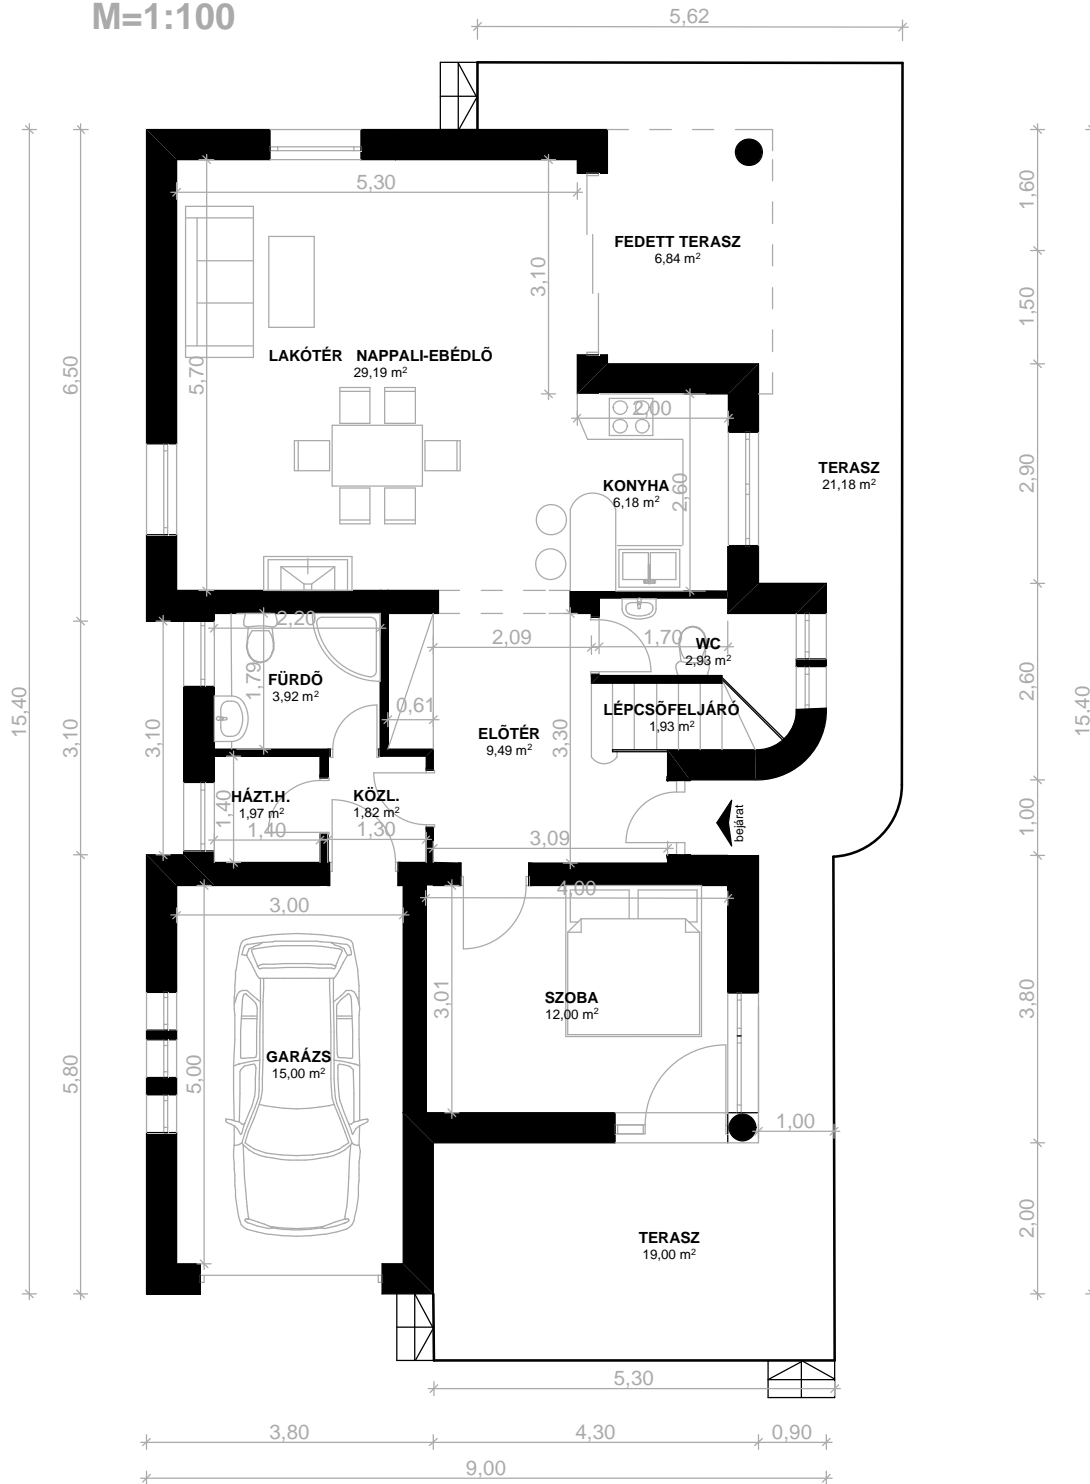 M=1:100
5,62
5,30
1,60
FEDETT TERASZ
6,84 m²
3,10
1,50
LAKÓTÉR NAPPALI-EBÉDLÕ
29,19 m²
5,70
6,50
2,00
TERASZ
21,18 m²
2,90
KONYHA
6,18 m²
2,60
2,20
2,09
1,70
WC
2,93 m²
FÜRDÕ
3,92 m²
1,79
2,60
0,61
LÉPCSÕFELJÁRÓ
1,93 m²
15,40
15,40
3,10
3,10
ELÕTÉR
9,49 m²
3,30
HÁZT.H.
1,97 m²
1,40
KÖZL.
1,82 m²
bejárat
1,00
1,40
1,30
3,09
4,00
3,00
3,01
SZOBA
12,00 m²
3,80
GARÁZS
15,00 m²
5,00
5,80
1,00
2,00
TERASZ
19,00 m²
5,30
3,80
4,30
0,90
9,00